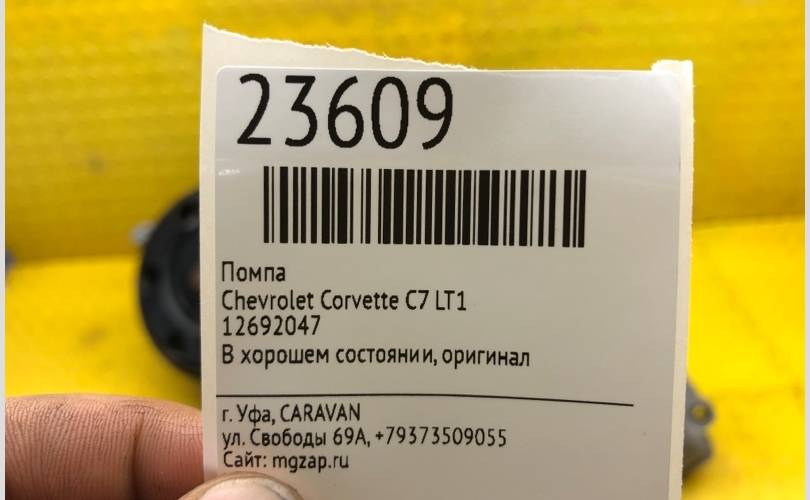 23609
Помпа
Chevrolet Corvette C7 LT1
12692047
В хорошем состоянии, оригинал
г. Уфа, CARAVAN
ул. Свободы 69А, +79373509055
Сайт: mgzap.ru